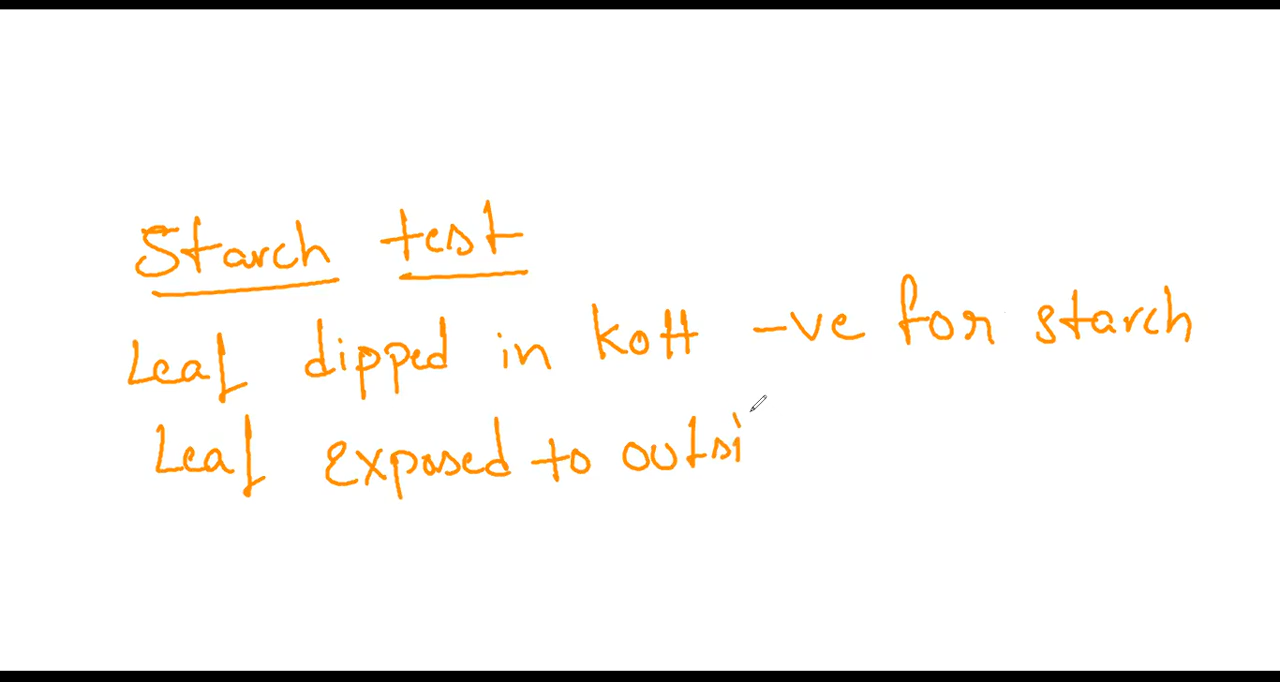 Starch test
Leaf dipped in KOH -ve for starch
Leaf exposed to outsi